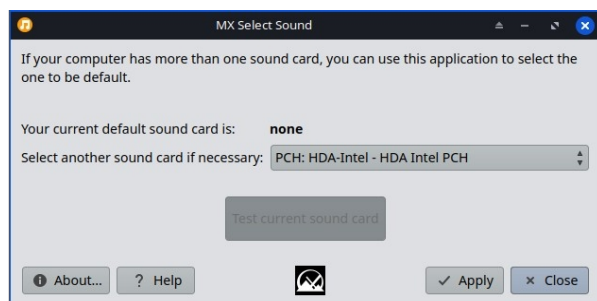 MX Select Sound
If your computer has more than one sound card, you can use this application to select the
one to be default.
Your current default sound card is: none
Select another sound card if necessary: PCH: HDA-Intel - HDA Intel PCH
Test current sound card
About... ? Help Apply Close